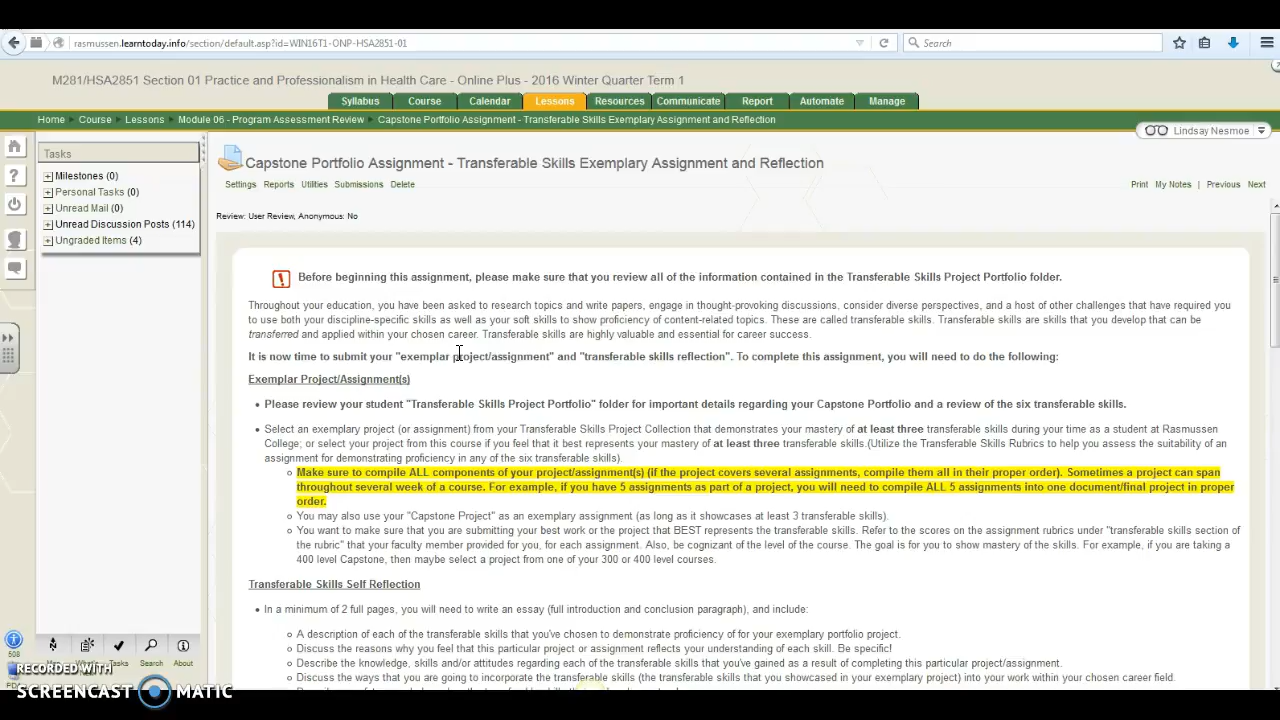 rasmussen.learntoday.info/section/default.asp?id=WIN16T1-ONP-HSA2851-01
Search
M281/HSA2851 Section 01 Practice and Professionalism in Health Care - Online Plus - 2016 Winter Quarter Term 1
Syllabus Course Calendar Lessons Resources Communicate Report Automate Manage
Home Course Lessons Module 06 - Program Assessment Review Capstone Portfolio Assignment - Transferable Skills Exemplary Assignment and Reflection
Lindsay Nesmoe
Tasks
Milestones (0)
Personal Tasks (0)
Unread Mail (0)
Unread Discussion Posts (114)
Ungraded Items (4)
Capstone Portfolio Assignment - Transferable Skills Exemplary Assignment and Reflection
Settings Reports Utilities Submissions Delete
Print My Notes | Previous Next
Review: User Review, Anonymous: No
Before beginning this assignment, please make sure that you review all of the information contained in the Transferable Skills Project Portfolio folder.
Throughout your education, you have been asked to research topics and write papers, engage in thought-provoking discussions, consider diverse perspectives, and a host of other challenges that have required you
to use both your discipline-specific skills as well as your soft skills to show proficiency of content-related topics. These are called transferable skills. Transferable skills are skills that you develop that can be
transferred and applied within your chosen career. Transferable skills are highly valuable and essential for career success.
It is now time to submit your "exemplar project/assignment" and "transferable skills reflection". To complete this assignment, you will need to do the following:
Exemplar Project/Assignment(s)
Please review your student "Transferable Skills Project Portfolio" folder for important details regarding your Capstone Portfolio and a review of the six transferable skills.
Select an exemplary project (or assignment) from your Transferable Skills Project Collection that demonstrates your mastery of at least three transferable skills during your time as a student at Rasmussen
College; or select your project from this course if you feel that it best represents your mastery of at least three transferable skills.(Utilize the Transferable Skills Rubrics to help you assess the suitability of an
assignment for demonstrating proficiency in any of the six transferable skills).
Make sure to compile ALL components of your project/assignment(s) (if the project covers several assignments, compile them all in their proper order). Sometimes a project can span
throughout several week of a course. For example, if you have 5 assignments as part of a project, you will need to compile ALL 5 assignments into one document/final project in proper
order.
You may also use your "Capstone Project" as an exemplary assignment (as long as it showcases at least 3 transferable skills).
You want to make sure that you are submitting your best work or the project that BEST represents the transferable skills. Refer to the scores on the assignment rubrics under "transferable skills section of
the rubric" that your faculty member provided for you, for each assignment. Also, be cognizant of the level of the course. The goal is for you to show mastery of the skills. For example, if you are taking a
400 level Capstone, then maybe select a project from one of your 300 or 400 level courses.
Transferable Skills Self Reflection
In a minimum of 2 full pages, you will need to write an essay (full introduction and conclusion paragraph), and include:
A description of each of the transferable skills that you've chosen to demonstrate proficiency of for your exemplary portfolio project.
Discuss the reasons why you feel that this particular project or assignment reflects your understanding of each skill. Be specific!
Describe the knowledge, skills and/or attitudes regarding each of the transferable skills that you've gained as a result of completing this particular project/assignment.
Discuss the ways that you are going to incorporate the transferable skills (the transferable skills that you showcased in your exemplary project) into your work within your chosen career field.
508
Tasks Search About
RECORDED WITH
SCREENCAST MATIC